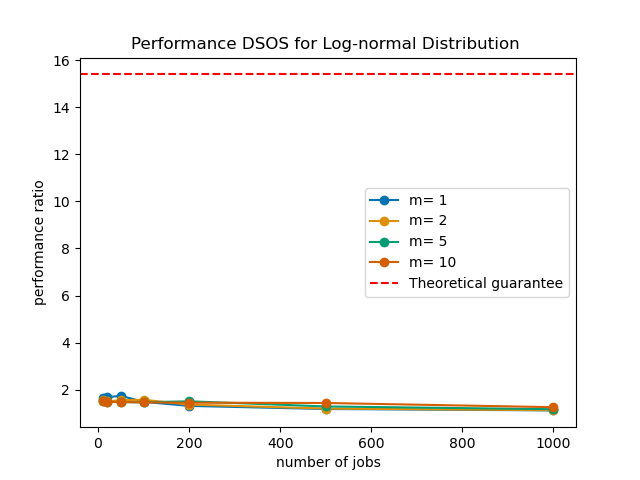 Performance DSOS for Log-normal Distribution
16
14
12
10
8
6
4
2
performance ratio
m= 1
m= 2
m= 5
m= 10
Theoretical guarantee
0
200
400
600
800
1000
number of jobs